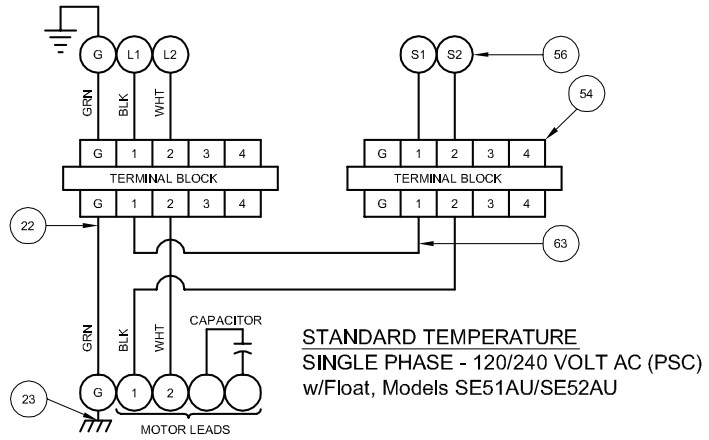 G L1 L2
S1 S2
56
54
GRN
BLK
WHT
G 1 2 3 4
TERMINAL BLOCK
G 1 2 3 4
G 1 2 3 4
TERMINAL BLOCK
G 1 2 3 4
22
63
GRN
BLK
WHT
CAPACITOR
G 1 2
23
MOTOR LEADS
STANDARD TEMPERATURE
SINGLE PHASE - 120/240 VOLT AC (PSC)
w/Float, Models SE51AU/SE52AU